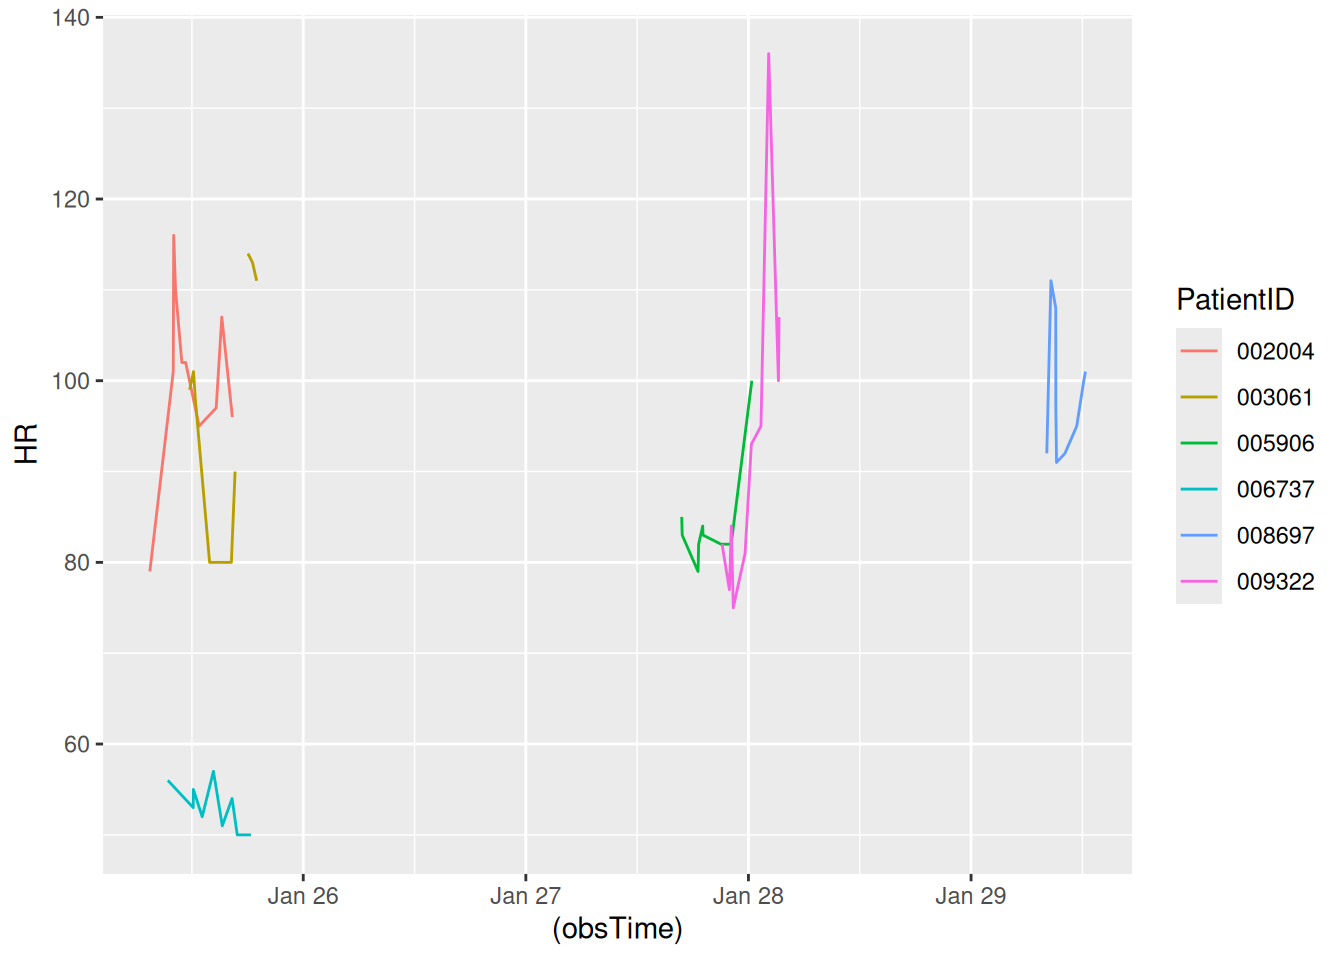 140
120
100
80
60
HR
Jan 26
Jan 27
Jan 28
Jan 29
(obsTime)
PatientID
002004
003061
005906
006737
008697
009322